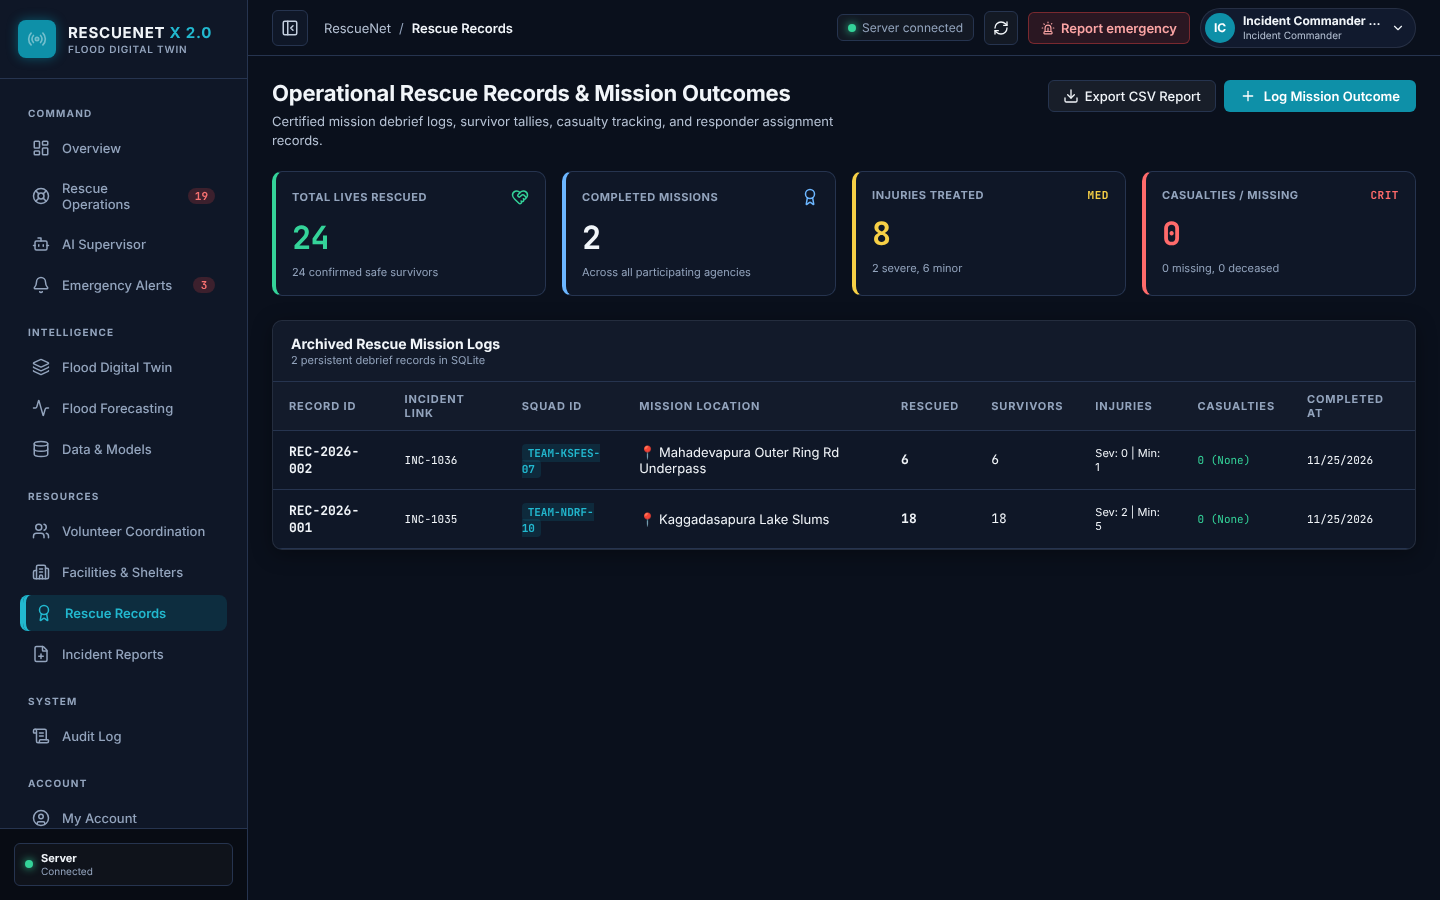 RESCUENET X 2.0
FLOOD DIGITAL TWIN
COMMAND
Overview
Rescue
Operations
19
AI Supervisor
Emergency Alerts
3
INTELLIGENCE
Flood Digital Twin
Flood Forecasting
Data & Models
RESOURCES
Volunteer Coordination
Facilities & Shelters
Rescue Records
Incident Reports
SYSTEM
Audit Log
ACCOUNT
My Account
Server
Connected
RescueNet / Rescue Records
Server connected
Report emergency
IC
Incident Commander ...
Incident Commander
Operational Rescue Records & Mission Outcomes
Certified mission debrief logs, survivor tallies, casualty tracking, and responder assignment
records.
Export CSV Report
Log Mission Outcome
TOTAL LIVES RESCUED
24
24 confirmed safe survivors
COMPLETED MISSIONS
2
Across all participating agencies
INJURIES TREATED
MED
8
2 severe, 6 minor
CASUALTIES / MISSING
CRIT
0
0 missing, 0 deceased
Archived Rescue Mission Logs
2 persistent debrief records in SQLite
RECORD ID
INCIDENT
LINK
SQUAD ID
MISSION LOCATION
RESCUED
SURVIVORS
INJURIES
CASUALTIES
COMPLETED
AT
REC-2026-
002
INC-1036
TEAM-KSFES-
07
📍 Mahadevapura Outer Ring Rd
Underpass
6
6
Sev: 0 | Min:
1
0 (None)
11/25/2026
REC-2026-
001
INC-1035
TEAM-NDRF-
10
📍 Kaggadasapura Lake Slums
18
18
Sev: 2 | Min:
5
0 (None)
11/25/2026